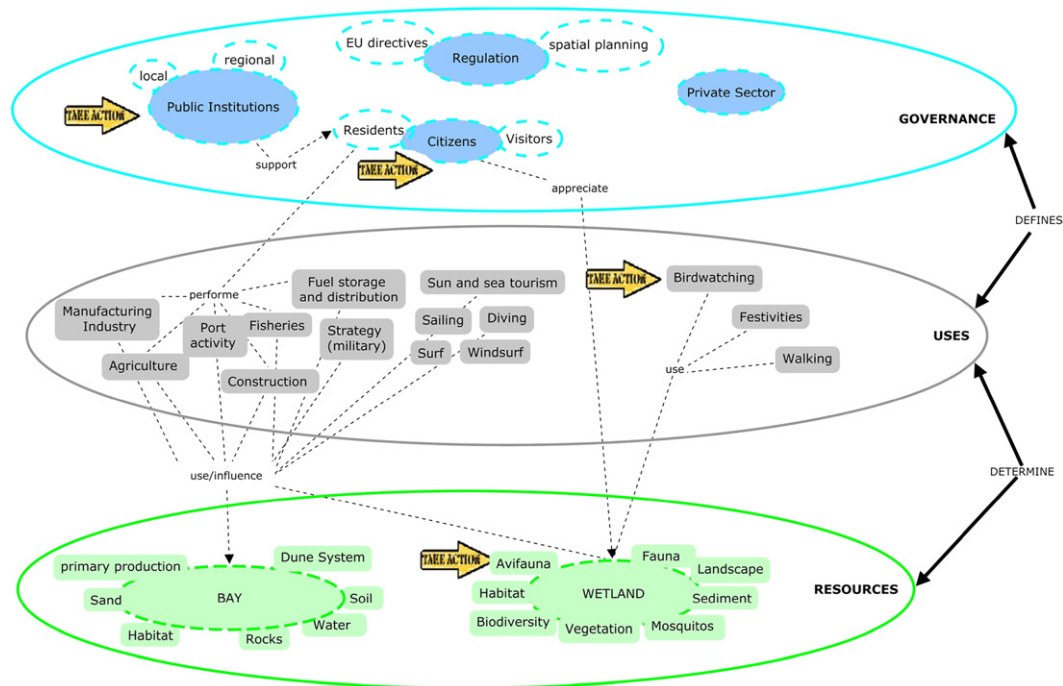 EU directives
Regulation
spatial planning
regional
local
Public Institutions
Private Sector
TAKE ACTION
GOVERNANCE
Residents
Citizens
Visitors
support
TAKE ACTION
appreciate
DEFINES
TAKE ACTION
Birdwatching
Fuel storage
and distribution
Sun and sea tourism
performe
Manufacturing
Industry
Port
activity
Fisheries
Strategy
(military)
Sailing
Diving
Festivities
USES
Surf
Windsurf
Walking
Agriculture
Construction
use
use/influence
DETERMINE
Dune System
primary production
TAKE ACTION
Avifauna
Fauna
Landscape
RESOURCES
Sand
BAY
Soil
Habitat
WETLAND
Sediment
Habitat
Rocks
Water
Biodiversity
Vegetation
Mosquitos